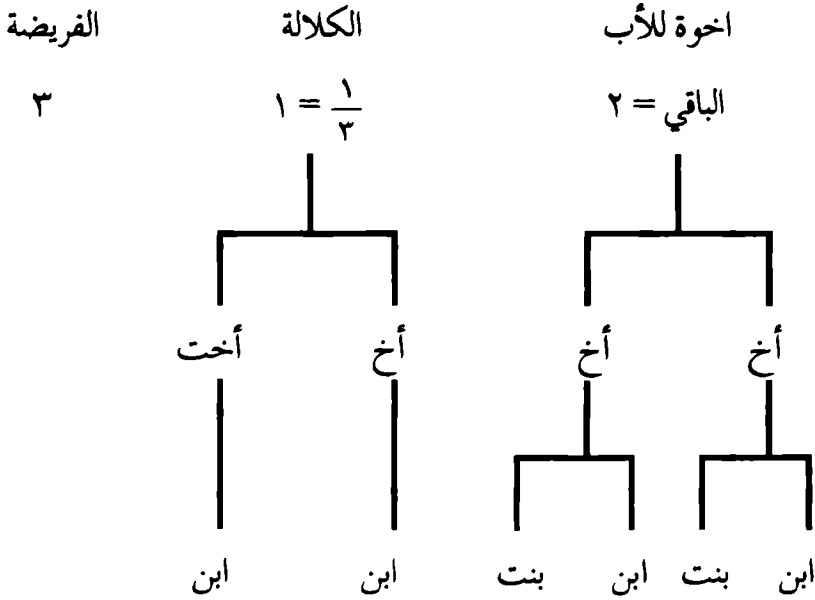 اخوة للأب الكلالة الفريضة
الباقي = ٢ ١/٣ = ١ ٣
أخ أخ أخ أخت
ابن بنت ابن بنت ابن ابن